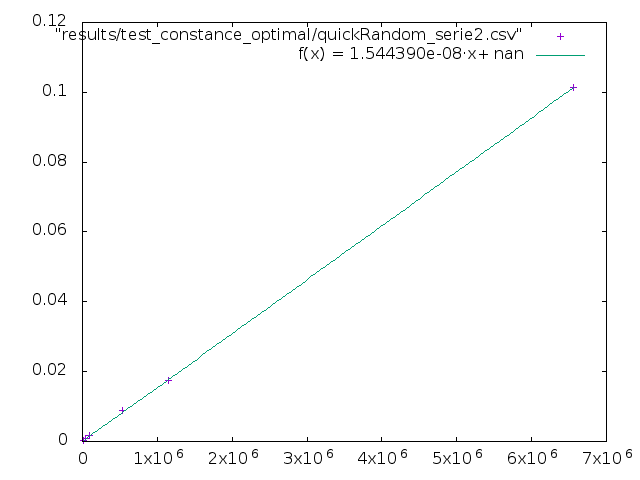 0.12
"results/test_constance_optimal/quickRandom_serie2.csv"
f(x) = 1.544390e-08·x+ nan
0.1
0.08
0.06
0.04
0.02
0
0 1x10^6 2x10^6 3x10^6 4x10^6 5x10^6 6x10^6 7x10^6